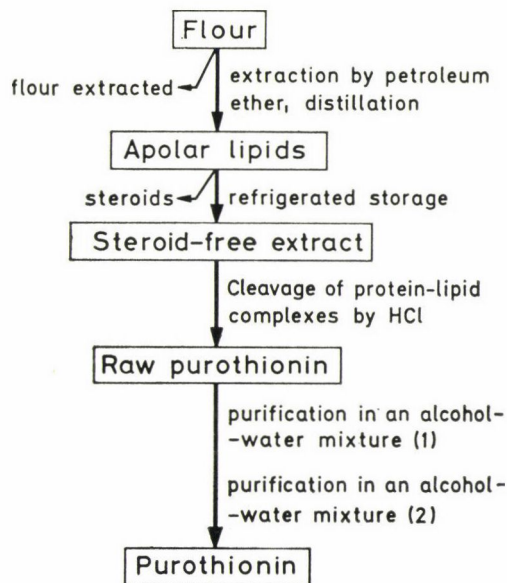 Flour
flour extracted
extraction by petroleum
ether, distillation
Apolar lipids
steroids
refrigerated storage
Steroid-free extract
Cleavage of protein-lipid
complexes by HCl
Raw purothionin
purification in an alcohol-
-water mixture (1)
purification in an alcohol-
-water mixture (2)
Purothionin